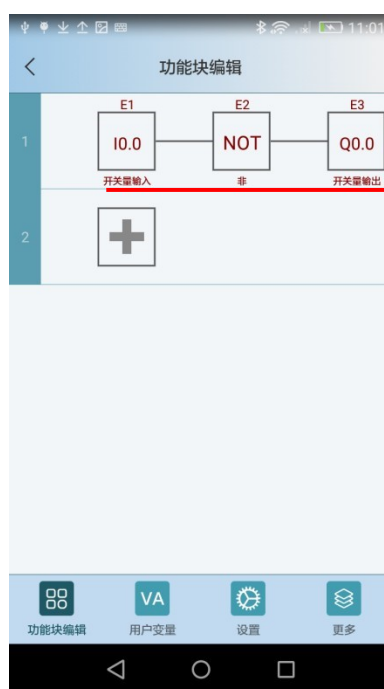 11:01
功能块编辑
E1 E2 E3
1
I0.0 NOT Q0.0
开关量输入 非 开关量输出
2
VA
功能块编辑 用户变量 设置 更多